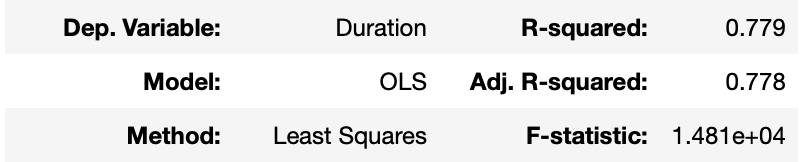 Dep. Variable: Duration R-squared: 0.779
Model: OLS Adj. R-squared: 0.778
Method: Least Squares F-statistic: 1.481e+04